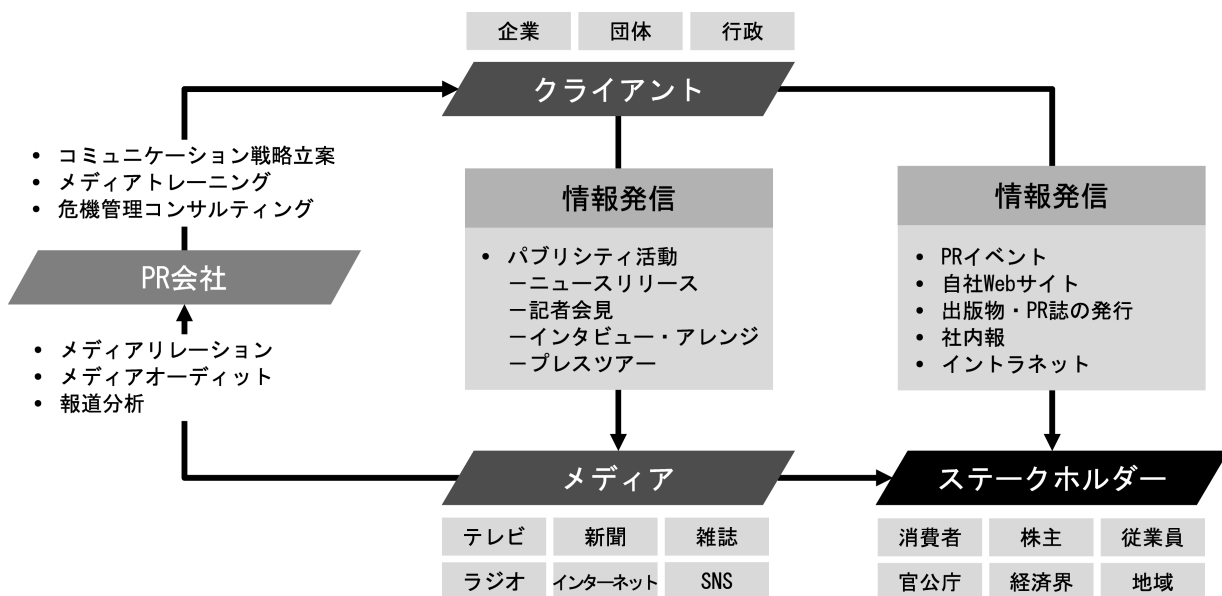 企業
団体
行政
クライアント
• コミュニケーション戦略立案
• メディアトレーニング
• 危機管理コンサルティング
PR会社
• メディアリレーション
• メディアオーディット
• 報道分析
情報発信
• パブリシティ活動
－ニュースリリース
－記者会見
－インタビュー・アレンジ
－プレスツアー
情報発信
• PRイベント
• 自社Webサイト
• 出版物・PR誌の発行
• 社内報
• イントラネット
メディア
テレビ
新聞
雑誌
ラジオ
インターネット
SNS
ステークホルダー
消費者
株主
従業員
官公庁
経済界
地域